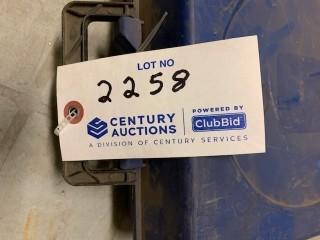 LOT NO
2258
CENTURY
AUCTIONS
POWERED BY
ClubBid
A DIVISION OF CENTURY SERVICES